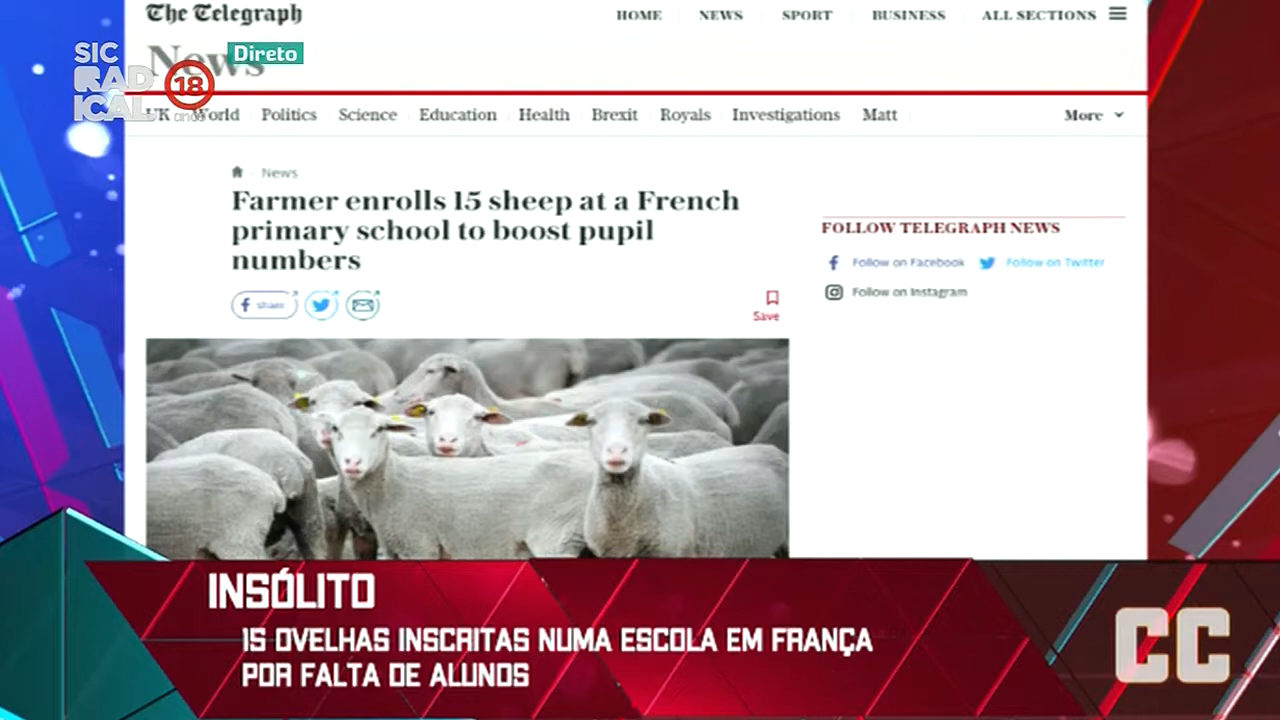 The Telegraph
HOME NEWS SPORT BUSINESS ALL SECTIONS
SIC
RADICAL
18
anos
News
Direto
UK World Politics Science Education Health Brexit Royals Investigations Matt More
News
Farmer enrolls 15 sheep at a French
primary school to boost pupil
numbers
share
Save
FOLLOW TELEGRAPH NEWS
Follow on Facebook Follow on Twitter
Follow on Instagram
INSÓLITO
15 OVELHAS INSCRITAS NUMA ESCOLA EM FRANÇA
POR FALTA DE ALUNOS
CC